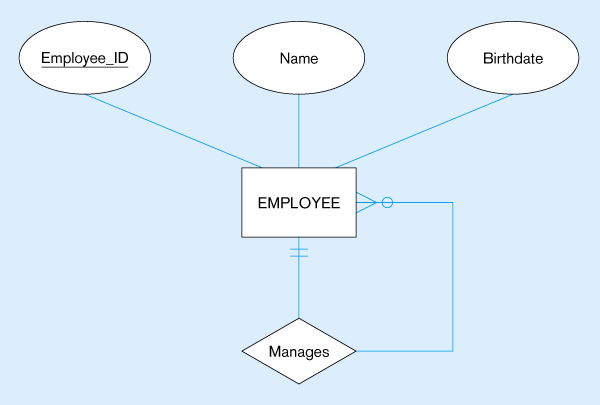 Employee_ID
Name
Birthdate
EMPLOYEE
Manages